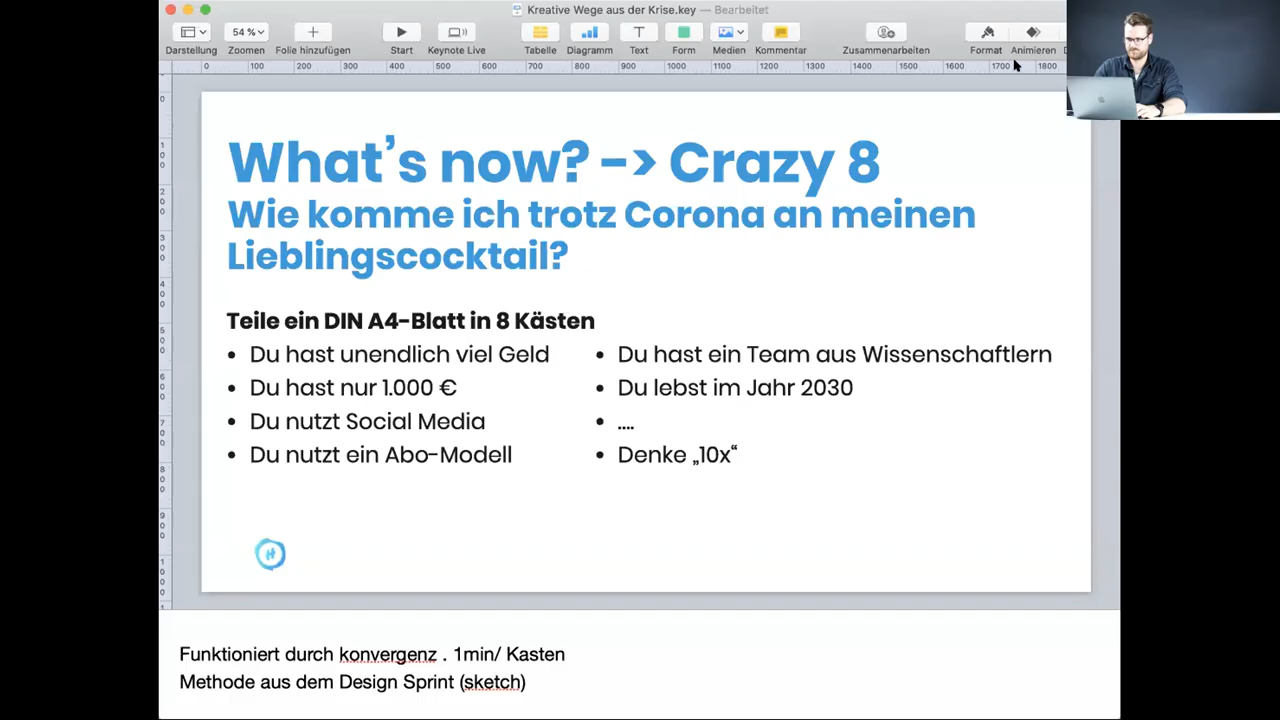 Kreative Wege aus der Krise.key — Bearbeitet
54 %
Darstellung Zoomen Folie hinzufügen Start Keynote Live Tabelle Diagramm Text Form Medien Kommentar Zusammenarbeiten Format Animieren
0 100 200 300 400 500 600 700 800 900 1000 1100 1200 1300 1400 1500 1600 1700 1800
What’s now? -> Crazy 8
Wie komme ich trotz Corona an meinen
Lieblingscocktail?
Teile ein DIN A4-Blatt in 8 Kästen
• Du hast unendlich viel Geld
• Du hast nur 1.000 €
• Du nutzt Social Media
• Du nutzt ein Abo-Modell
• Du hast ein Team aus Wissenschaftlern
• Du lebst im Jahr 2030
• ....
• Denke „10x“
Funktioniert durch konvergenz . 1min/ Kasten
Methode aus dem Design Sprint (sketch)